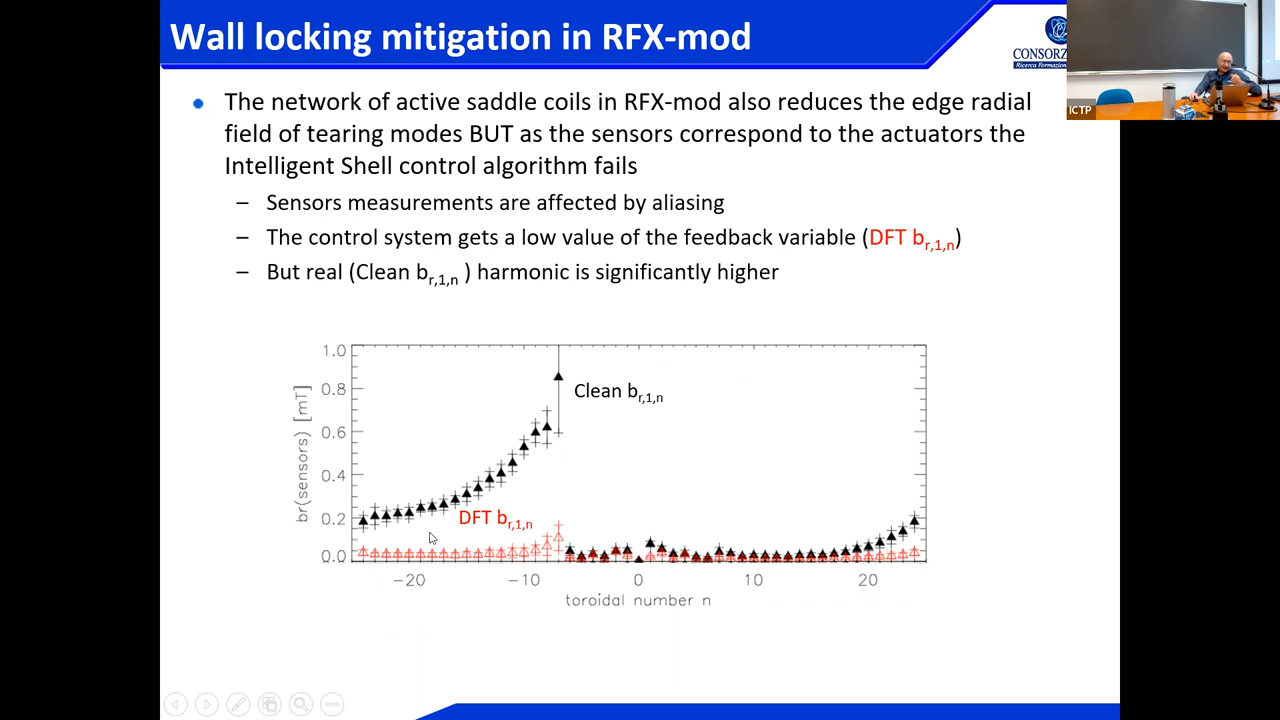 Wall locking mitigation in RFX-mod
CONSORZ
Ricerca Formazion
ICTP
The network of active saddle coils in RFX-mod also reduces the edge radial
field of tearing modes BUT as the sensors correspond to the actuators the
Intelligent Shell control algorithm fails
– Sensors measurements are affected by aliasing
– The control system gets a low value of the feedback variable (DFT br,1,n)
– But real (Clean br,1,n ) harmonic is significantly higher
1.0
0.8
0.6
0.4
0.2
0.0
br(sensors) [mT]
Clean br,1,n
DFT br,1,n
−20 −10 0 10 20
toroidal number n